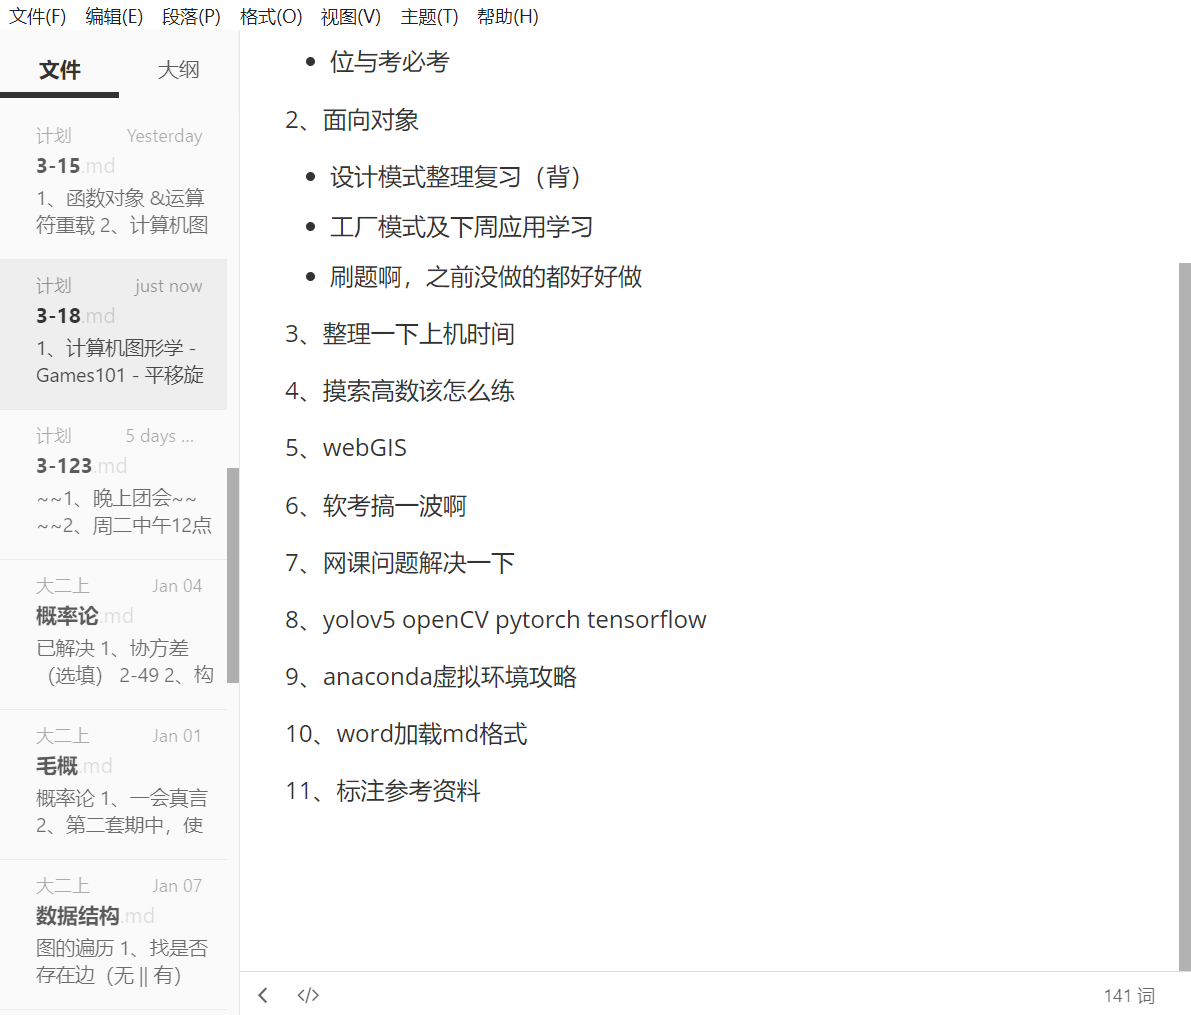 文件(F) 编辑(E) 段落(P) 格式(O) 视图(V) 主题(T) 帮助(H)
文件 大纲
计划 Yesterday
3-15.md
1、函数对象 &运算
符重载 2、计算机图
计划 just now
3-18.md
1、计算机图形学 -
Games101 - 平移旋
计划 5 days ...
3-123.md
~~1、晚上团会~~
~~2、周二中午12点
大二上 Jan 04
概率论.md
已解决 1、协方差
（选填） 2-49 2、构
大二上 Jan 01
毛概.md
概率论 1、一会真言
2、第二套期中，使
大二上 Jan 07
数据结构.md
图的遍历 1、找是否
存在边（无 || 有）
位与考必考
2、面向对象
设计模式整理复习（背）
工厂模式及下周应用学习
刷题啊，之前没做的都好好做
3、整理一下上机时间
4、摸索高数该怎么练
5、webGIS
6、软考搞一波啊
7、网课问题解决一下
8、yolov5 openCV pytorch tensorflow
9、anaconda虚拟环境攻略
10、word加载md格式
11、标注参考资料
</> 141 词